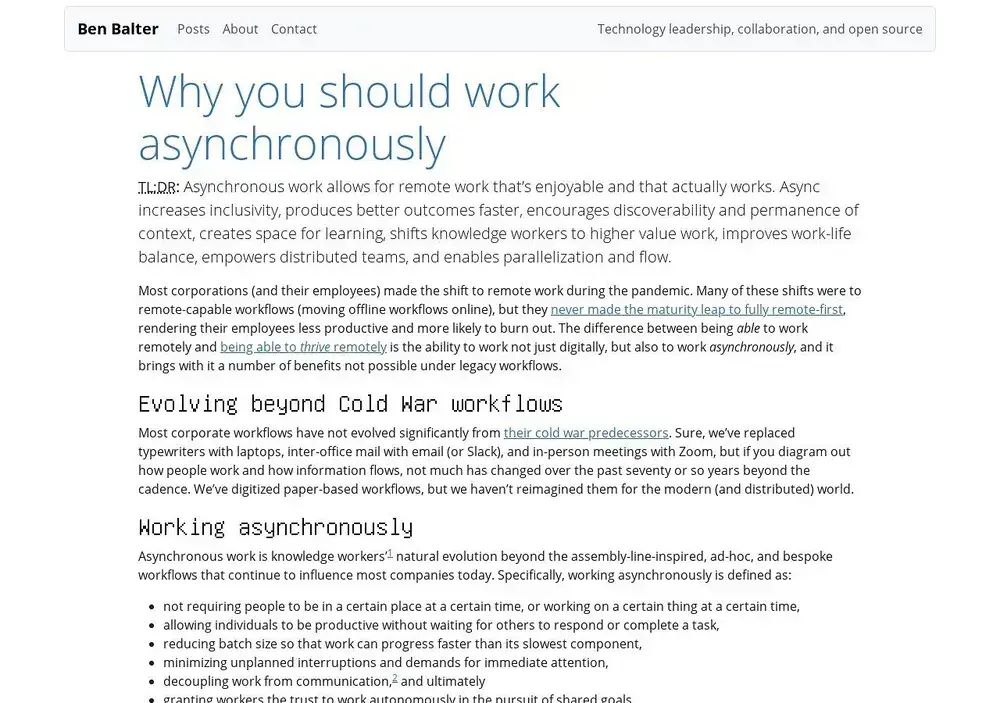 Ben Balter Posts About Contact Technology leadership, collaboration, and open source
Why you should work
asynchronously
TL;DR: Asynchronous work allows for remote work that’s enjoyable and that actually works. Async
increases inclusivity, produces better outcomes faster, encourages discoverability and permanence of
context, creates space for learning, shifts knowledge workers to higher value work, improves work-life
balance, empowers distributed teams, and enables parallelization and flow.
Most corporations (and their employees) made the shift to remote work during the pandemic. Many of these shifts were to
remote-capable workflows (moving offline workflows online), but they never made the maturity leap to fully remote-first,
rendering their employees less productive and more likely to burn out. The difference between being able to work
remotely and being able to thrive remotely is the ability to work not just digitally, but also to work asynchronously, and it
brings with it a number of benefits not possible under legacy workflows.
Evolving beyond Cold War workflows
Most corporate workflows have not evolved significantly from their cold war predecessors. Sure, we’ve replaced
typewriters with laptops, inter-office mail with email (or Slack), and in-person meetings with Zoom, but if you diagram out
how people work and how information flows, not much has changed over the past seventy or so years beyond the
cadence. We’ve digitized paper-based workflows, but we haven’t reimagined them for the modern (and distributed) world.
Working asynchronously
Asynchronous work is knowledge workers’1 natural evolution beyond the assembly-line-inspired, ad-hoc, and bespoke
workflows that continue to influence most companies today. Specifically, working asynchronously is defined as:
• not requiring people to be in a certain place at a certain time, or working on a certain thing at a certain time,
• allowing individuals to be productive without waiting for others to respond or complete a task,
• reducing batch size so that work can progress faster than its slowest component,
• minimizing unplanned interruptions and demands for immediate attention,
• decoupling work from communication,2 and ultimately
• granting workers the trust to work autonomously in the pursuit of shared goals